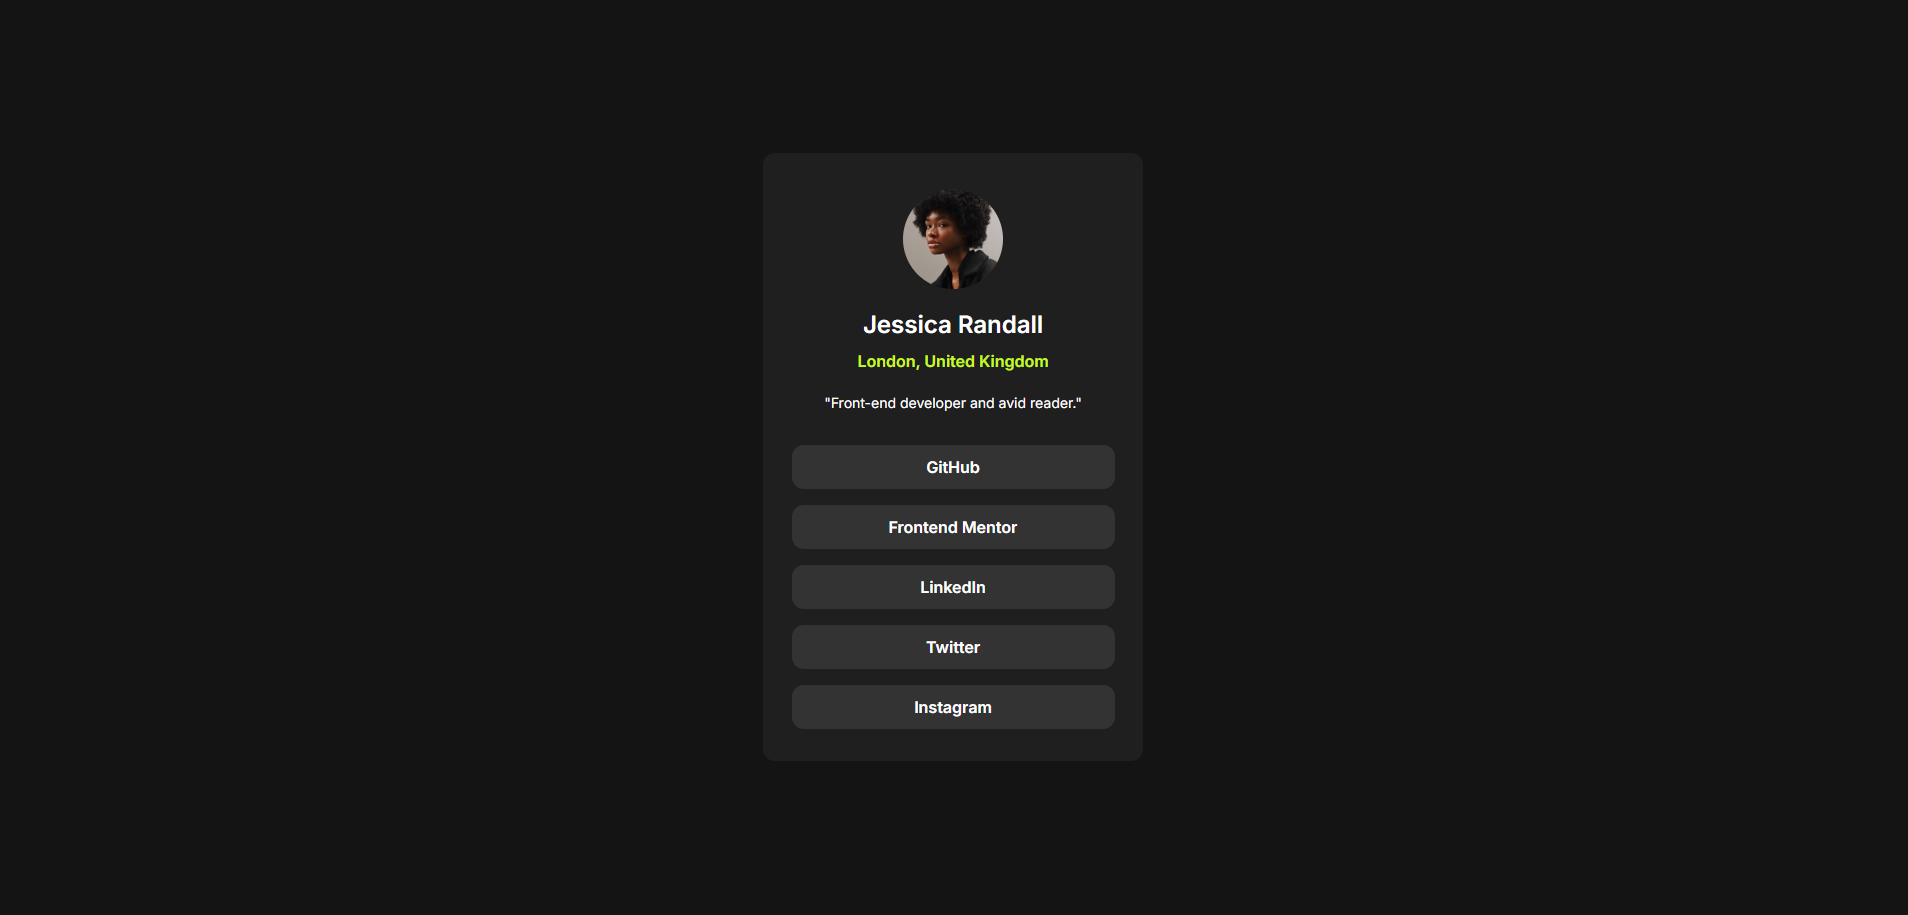 Jessica Randall
London, United Kingdom
"Front-end developer and avid reader."
GitHub
Frontend Mentor
LinkedIn
Twitter
Instagram